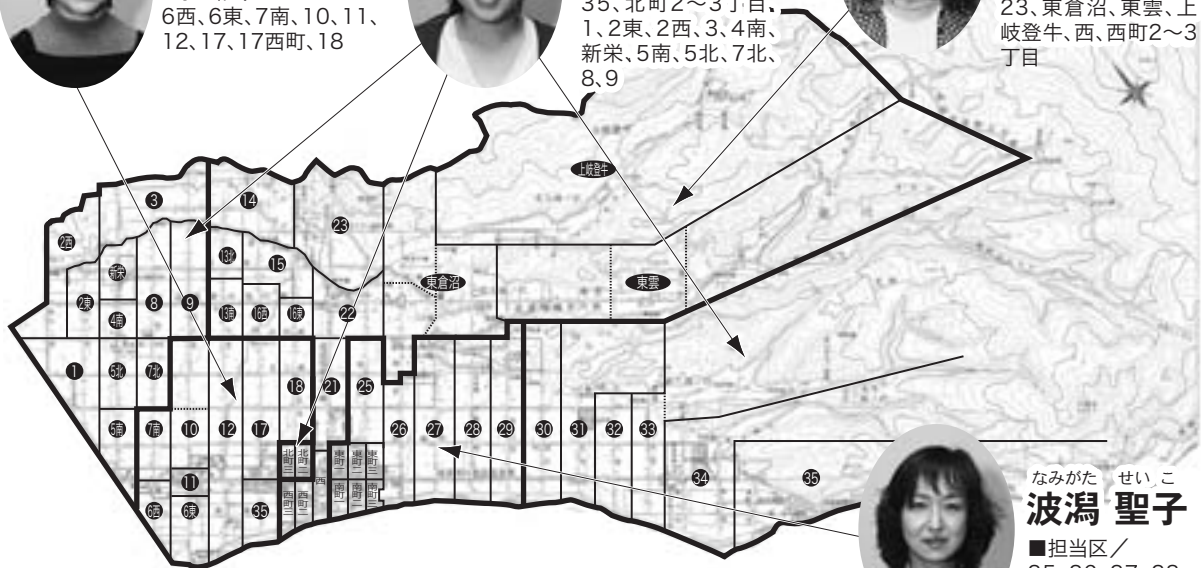 6西、6東、7南、10、11、
12、17、17西町、18
35、北町2〜3丁目、
1、2東、2西、3、4南、
新栄、5南、5北、7北、
8、9
23、東倉沼、東雲、上
岐登牛、西、西町2〜3
丁目
上岐登牛
3
14
23
2西
13北
15
新栄
東倉沼
東雲
2東
8
9
4南
13南
16西
16東
22
1
5北
7北
18
21
25
5南
7南
10
12
17
26
27
28
29
30
31
32
33
北町三
北町二
東町一
東町二
東町三
11
西
34
35
6西
6東
35
西町三
西町二
南町一
南町二
南町三
なみがた せいこ
波潟 聖子
■担当区／